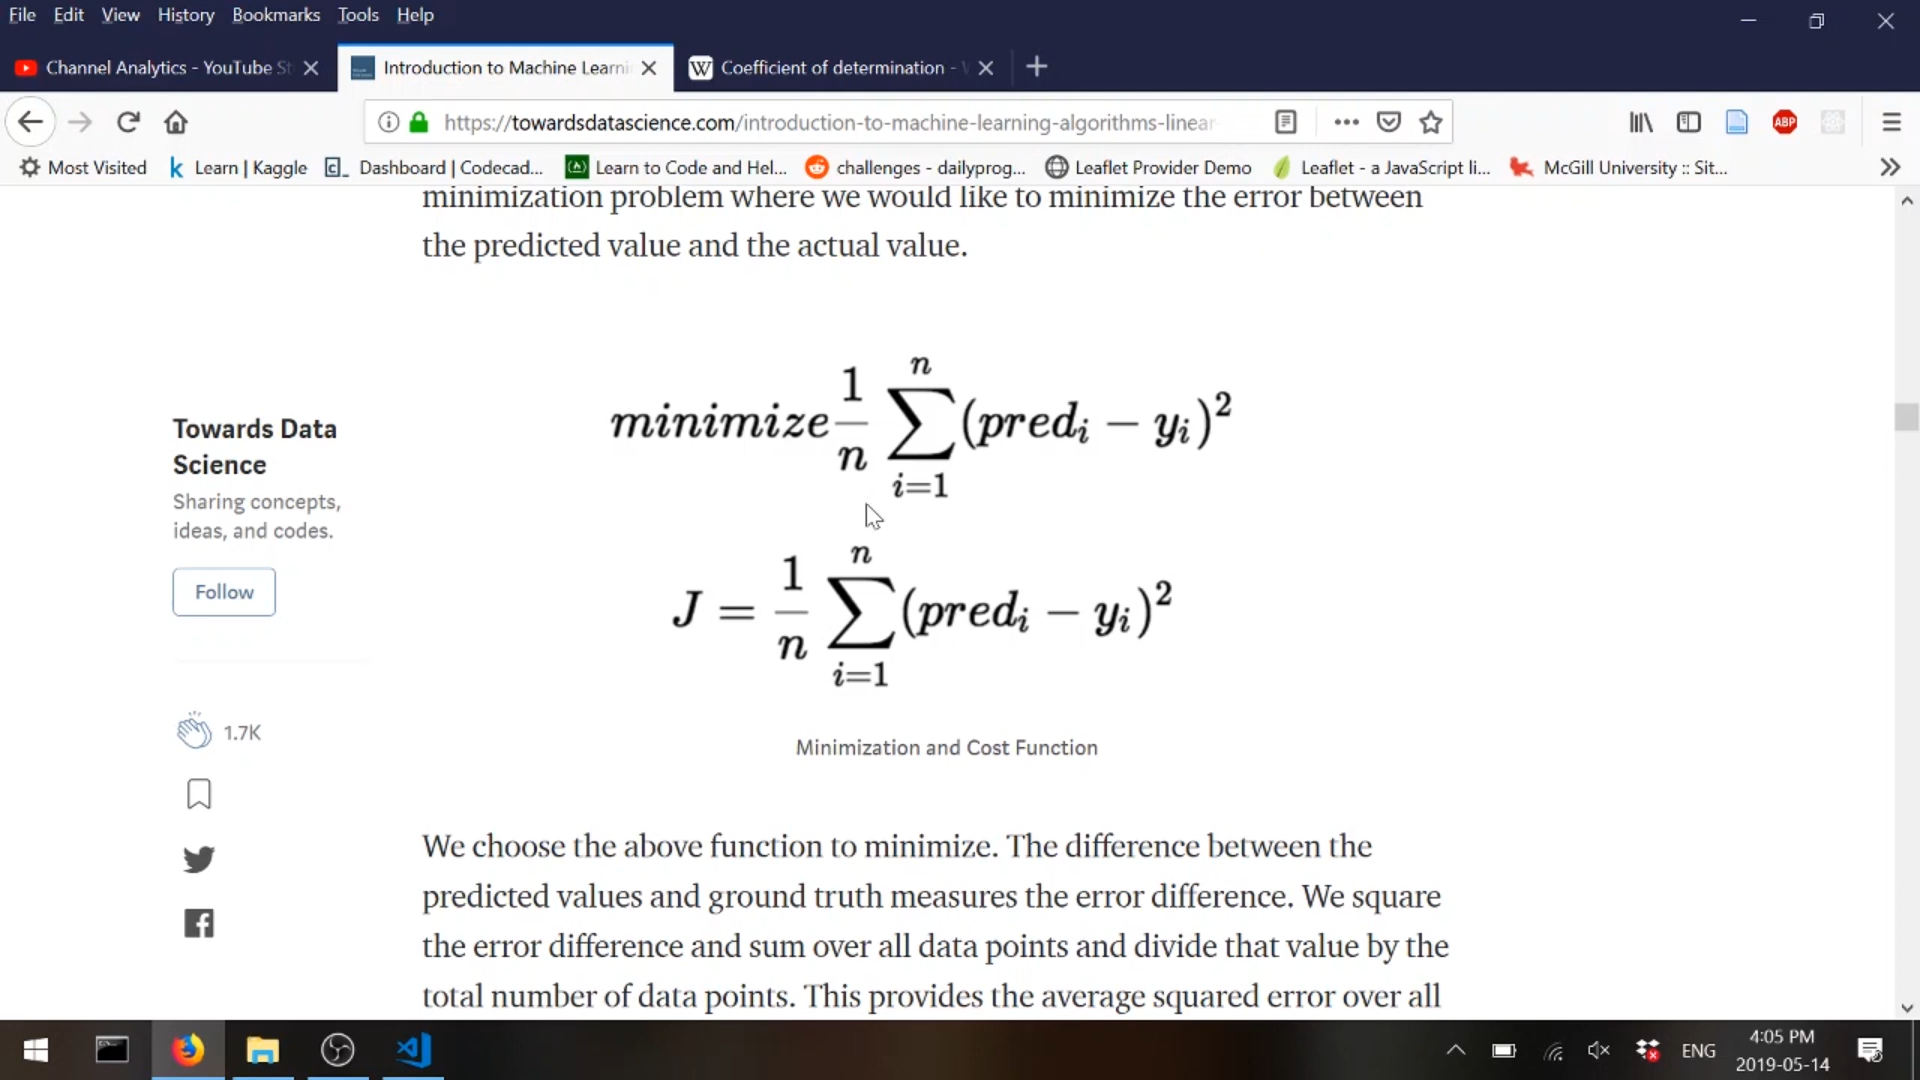 File Edit View History Bookmarks Tools Help
Channel Analytics - YouTube St
Introduction to Machine Learni
Coefficient of determination -
https://towardsdatascience.com/introduction-to-machine-learning-algorithms-linear-
ABP
Most Visited
Learn | Kaggle
Dashboard | Codecad...
Learn to Code and Hel...
challenges - dailyprog...
Leaflet Provider Demo
Leaflet - a JavaScript li...
McGill University :: Sit...
minimization problem where we would like to minimize the error between
the predicted value and the actual value.
minimize 1/n ∑_{i=1}^{n} (pred_i − y_i)^2
J = 1/n ∑_{i=1}^{n} (pred_i − y_i)^2
Minimization and Cost Function
Towards Data
Science
Sharing concepts,
ideas, and codes.
Follow
1.7K
We choose the above function to minimize. The difference between the
predicted values and ground truth measures the error difference. We square
the error difference and sum over all data points and divide that value by the
total number of data points. This provides the average squared error over all
ENG
4:05 PM
2019-05-14